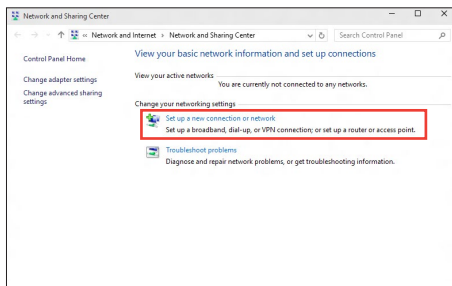 Network and Sharing Center
« Network and Internet › Network and Sharing Center
Search Control Panel
Control Panel Home
View your basic network information and set up connections
Change adapter settings
View your active networks
Change advanced sharing
settings
You are currently not connected to any networks.
Change your networking settings
Set up a new connection or network
Set up a broadband, dial-up, or VPN connection; or set up a router or access point.
Troubleshoot problems
Diagnose and repair network problems, or get troubleshooting information.